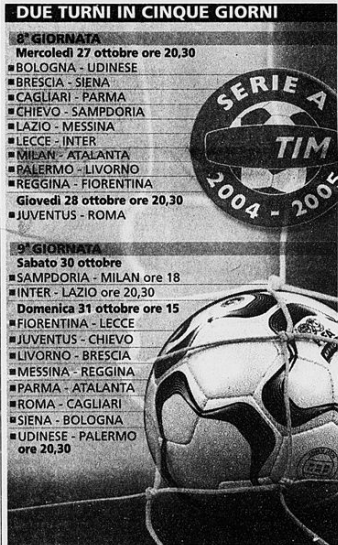 DUE TURNI IN CINQUE GIORNI
8ª GIORNATA
Mercoledì 27 ottobre ore 20,30
BOLOGNA - UDINESE
BRESCIA - SIENA
CAGLIARI - PARMA
CHIEVO - SAMPDORIA
LAZIO - MESSINA
LECCE - INTER
MILAN - ATALANTA
PALERMO - LIVORNO
REGGINA - FIORENTINA
Giovedì 28 ottobre ore 20,30
JUVENTUS - ROMA
SERIE A
TIM
2004 - 2005
9ª GIORNATA
Sabato 30 ottobre
SAMPDORIA - MILAN ore 18
INTER - LAZIO ore 20,30
Domenica 31 ottobre ore 15
FIORENTINA - LECCE
JUVENTUS - CHIEVO
LIVORNO - BRESCIA
MESSINA - REGGINA
PARMA - ATALANTA
ROMA - CAGLIARI
SIENA - BOLOGNA
UDINESE - PALERMO
ore 20,30